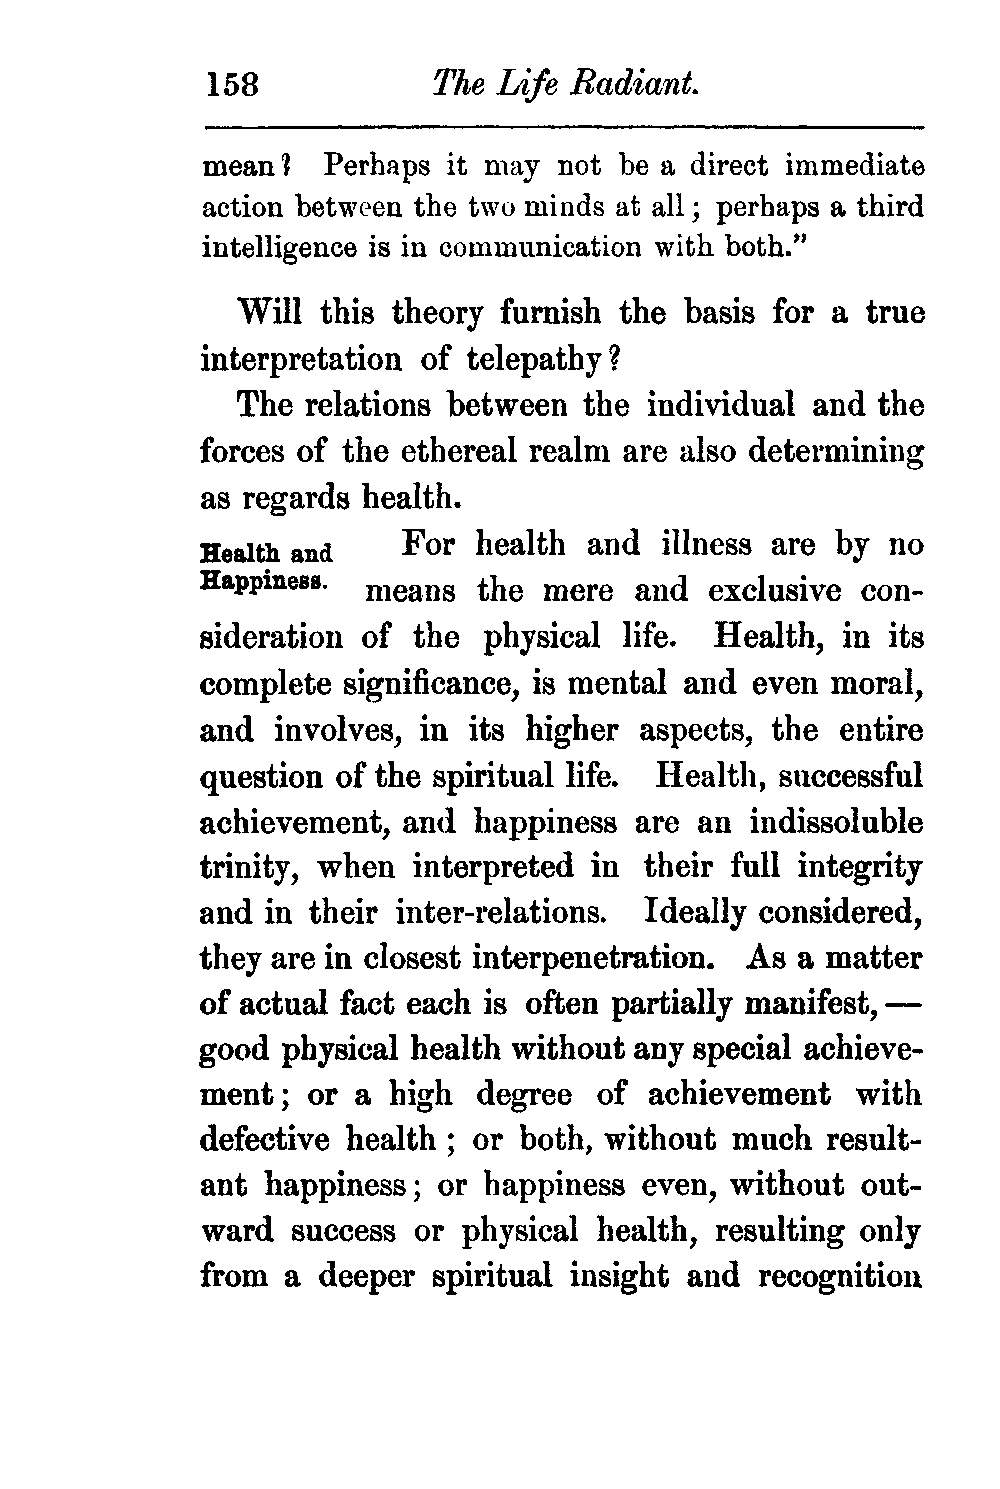 158 The Life Radiant.
mean? Perhaps it may not be a direct immediate
action between the two minds at all; perhaps a third
intelligence is in communication with both."
Will this theory furnish the basis for a true
interpretation of telepathy?
The relations between the individual and the
forces of the ethereal realm are also determining
as regards health.
Health and
Happiness.
For health and illness are by no
means the mere and exclusive con-
sideration of the physical life. Health, in its
complete significance, is mental and even moral,
and involves, in its higher aspects, the entire
question of the spiritual life. Health, successful
achievement, and happiness are an indissoluble
trinity, when interpreted in their full integrity
and in their inter-relations. Ideally considered,
they are in closest interpenetration. As a matter
of actual fact each is often partially manifest, —
good physical health without any special achieve-
ment; or a high degree of achievement with
defective health; or both, without much result-
ant happiness; or happiness even, without out-
ward success or physical health, resulting only
from a deeper spiritual insight and recognition